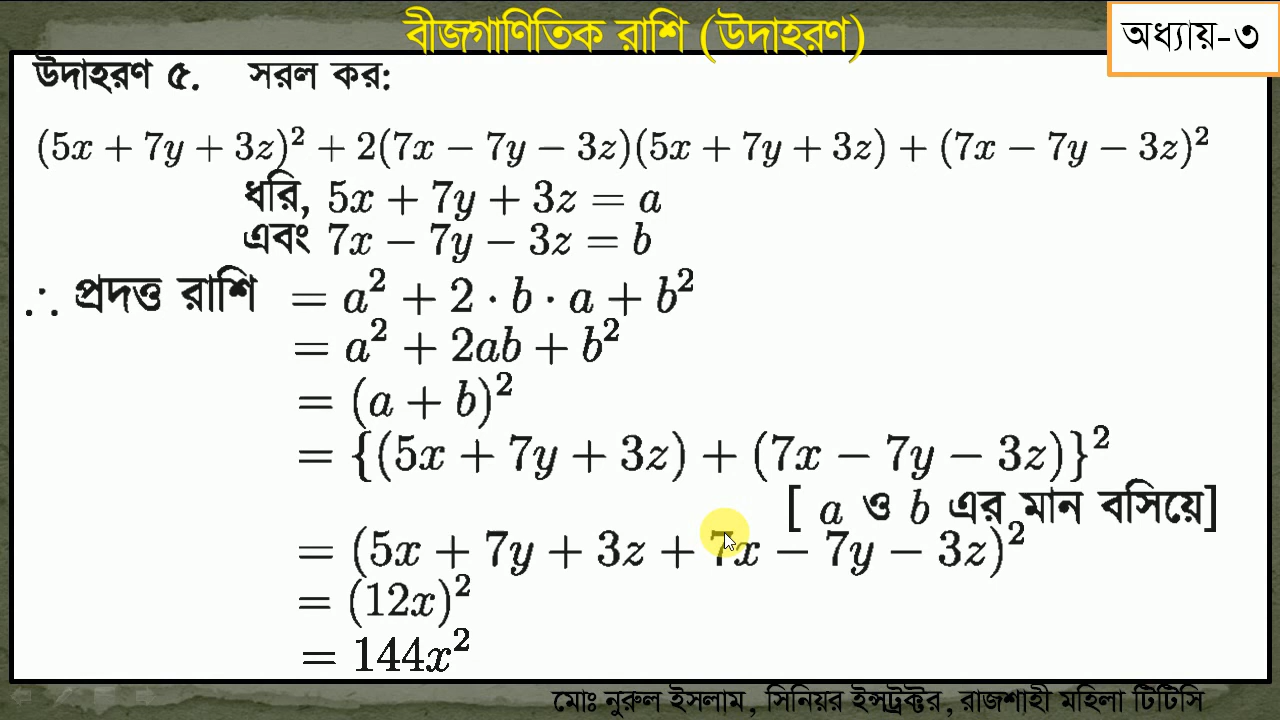 বীজগাণিতিক রাশি (উদাহরণ)
অধ্যায়-৩
উদাহরণ ৫. সরল কর:
(5x + 7y + 3z)² + 2(7x − 7y − 3z)(5x + 7y + 3z) + (7x − 7y − 3z)²
ধরি, 5x + 7y + 3z = a
এবং 7x − 7y − 3z = b
∴ প্রদত্ত রাশি = a² + 2 · b · a + b²
= a² + 2ab + b²
= (a + b)²
= {(5x + 7y + 3z) + (7x − 7y − 3z)}²
[ a ও b এর মান বসিয়ে]
= (5x + 7y + 3z + 7x − 7y − 3z)²
= (12x)²
= 144x²
মোঃ নুরুল ইসলাম, সিনিয়র ইন্সট্রাক্টর, রাজশাহী মহিলা টিটিসি